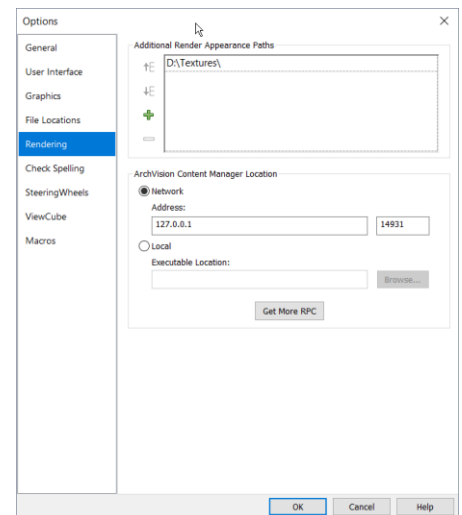 Options
General
User Interface
Graphics
File Locations
Rendering
Check Spelling
SteeringWheels
ViewCube
Macros
Additional Render Appearance Paths
D:\Textures\
ArchVision Content Manager Location
Network
Address:
127.0.0.1 14931
Local
Executable Location:
Browse...
Get More RPC
OK Cancel Help